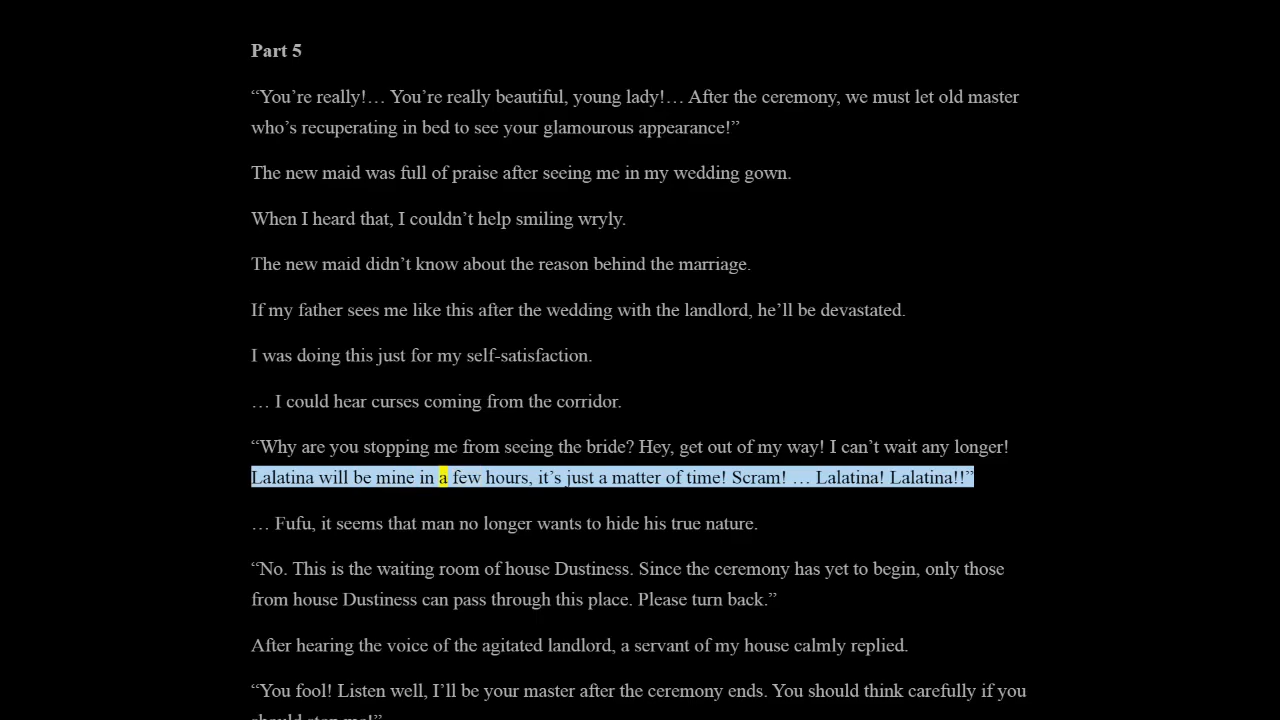 Part 5
“You’re really!… You’re really beautiful, young lady!… After the ceremony, we must let old master
who’s recuperating in bed to see your glamourous appearance!”
The new maid was full of praise after seeing me in my wedding gown.
When I heard that, I couldn’t help smiling wryly.
The new maid didn’t know about the reason behind the marriage.
If my father sees me like this after the wedding with the landlord, he’ll be devastated.
I was doing this just for my self-satisfaction.
… I could hear curses coming from the corridor.
“Why are you stopping me from seeing the bride? Hey, get out of my way! I can’t wait any longer!
Lalatina will be mine in a few hours, it’s just a matter of time! Scram! … Lalatina! Lalatina!!”
… Fufu, it seems that man no longer wants to hide his true nature.
“No. This is the waiting room of house Dustiness. Since the ceremony has yet to begin, only those
from house Dustiness can pass through this place. Please turn back.”
After hearing the voice of the agitated landlord, a servant of my house calmly replied.
“You fool! Listen well, I’ll be your master after the ceremony ends. You should think carefully if you
should stop me!”